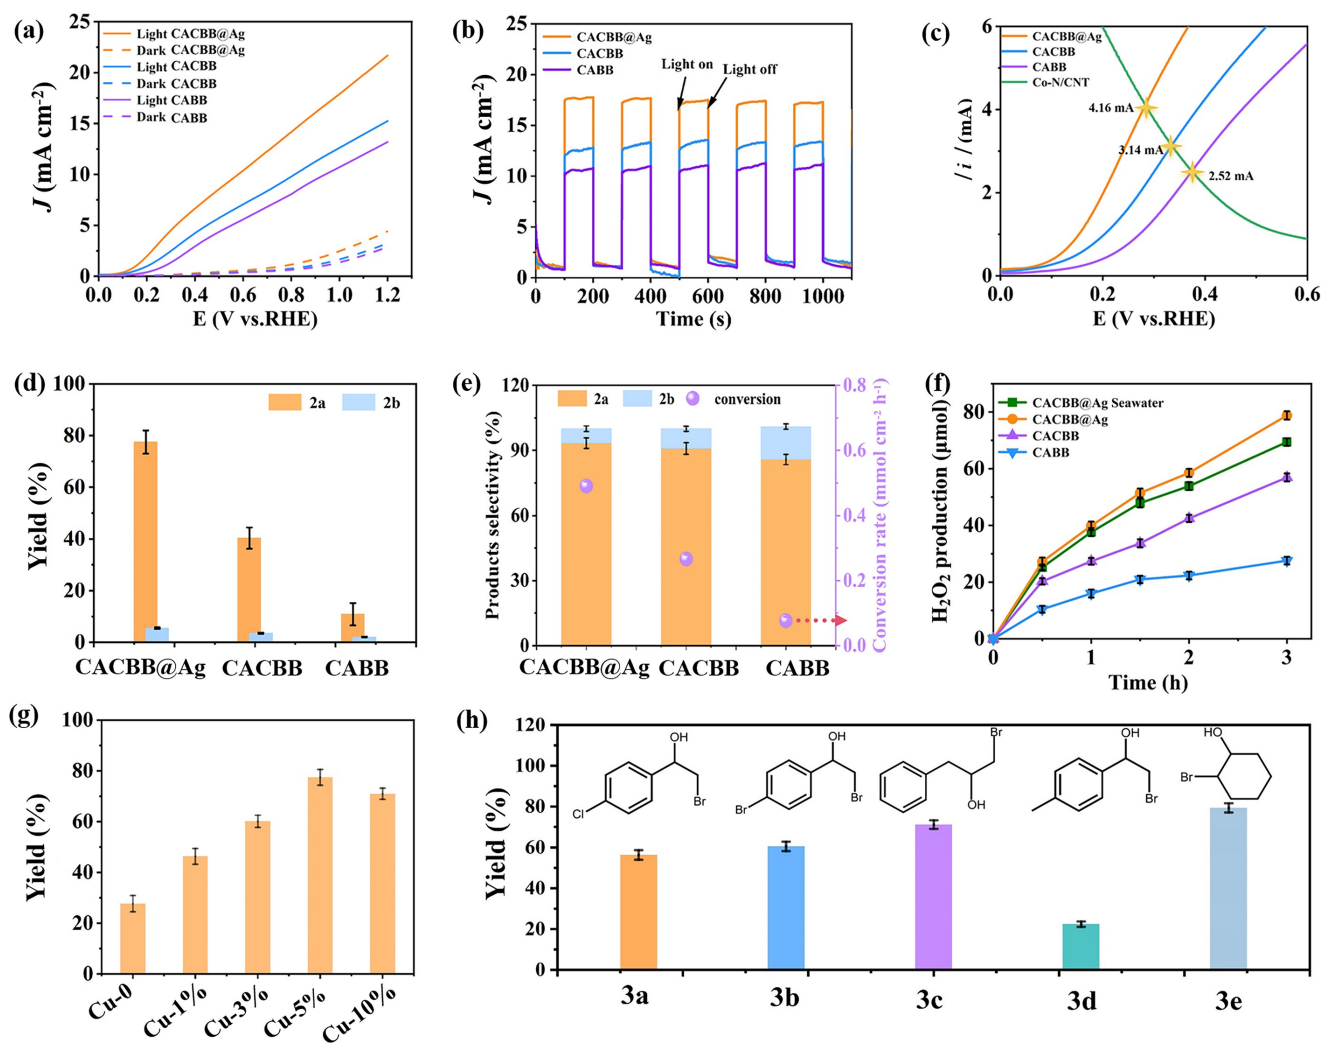 (a)
25
20
15
10
5
0
J (mA cm-2)
Light CACBB@Ag
Dark CACBB@Ag
Light CACBB
Dark CACBB
Light CABB
Dark CABB
0.0 0.2 0.4 0.6 0.8 1.0 1.2
E (V vs.RHE)
(b)
25
20
15
10
5
0
J (mA cm-2)
CACBB@Ag
CACBB
CABB
Light on
Light off
0 200 400 600 800 1000
Time (s)
(c)
6
4
2
0
/ i / (mA)
CACBB@Ag
CACBB
CABB
Co-N/CNT
4.16 mA
3.14 mA
2.52 mA
0.0 0.2 0.4 0.6
E (V vs.RHE)
(d)
100
80
60
40
20
0
Yield (%)
2a 2b
CACBB@Ag CACBB CABB
(e)
120
90
60
30
0
Products selectivity (%)
2a 2b conversion
0.8
0.6
0.4
0.2
0.0
Conversion rate (mmol cm-2 h-1)
CACBB@Ag CACBB CABB
(f)
80
60
40
20
0
H2O2 production (μmol)
CACBB@Ag Seawater
CACBB@Ag
CACBB
CABB
0 1 2 3
Time (h)
(g)
100
80
60
40
20
0
Yield (%)
Cu-0 Cu-1% Cu-3% Cu-5% Cu-10%
(h)
120
100
80
60
40
20
0
Yield (%)
OH
Cl
Br
OH
Br
Br
Br
OH
OH
Br
HO
Br
3a 3b 3c 3d 3e